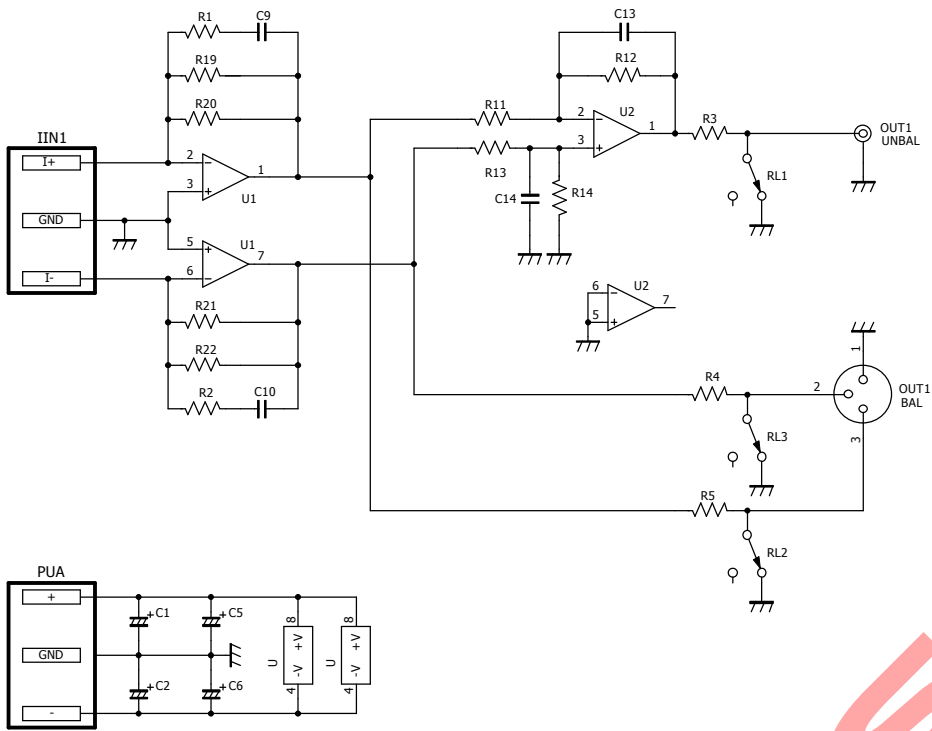 R1
C9
R19
R20
IIN1
I+
2
3
1
U1
GND
5
6
U1
7
I-
R21
R22
R2
C10
C13
R12
R11
2
U2
1
R3
R13
3
C14
R14
OUT1
UNBAL
RL1
6
U2
7
5
1
R4
2
OUT1
BAL
RL3
3
R5
RL2
PUA
+
+C1
+C5
8
8
+V
+V
GND
U
U
-V
-V
+C2
+C6
4
4
-